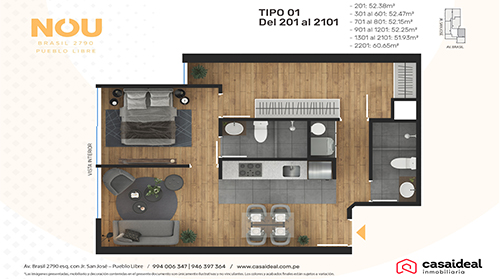 NOU
BRASIL 2790
PUEBLO LIBRE
TIPO 01
Del 201 al 2101
- 201: 52.38m²
- 301 al 601: 52.47m²
- 701 al 801: 52.15m²
- 901 al 1201: 52.25m²
- 1301 al 2101: 51.93m²
- 2201: 60.65m²
AV. BRASIL
VISTA INTERIOR
Av. Brasil 2790 esq. con Jr. San José – Pueblo Libre / 994 006 347 | 946 397 364 / www.casaideal.com.pe
casaideal
inmobiliaria